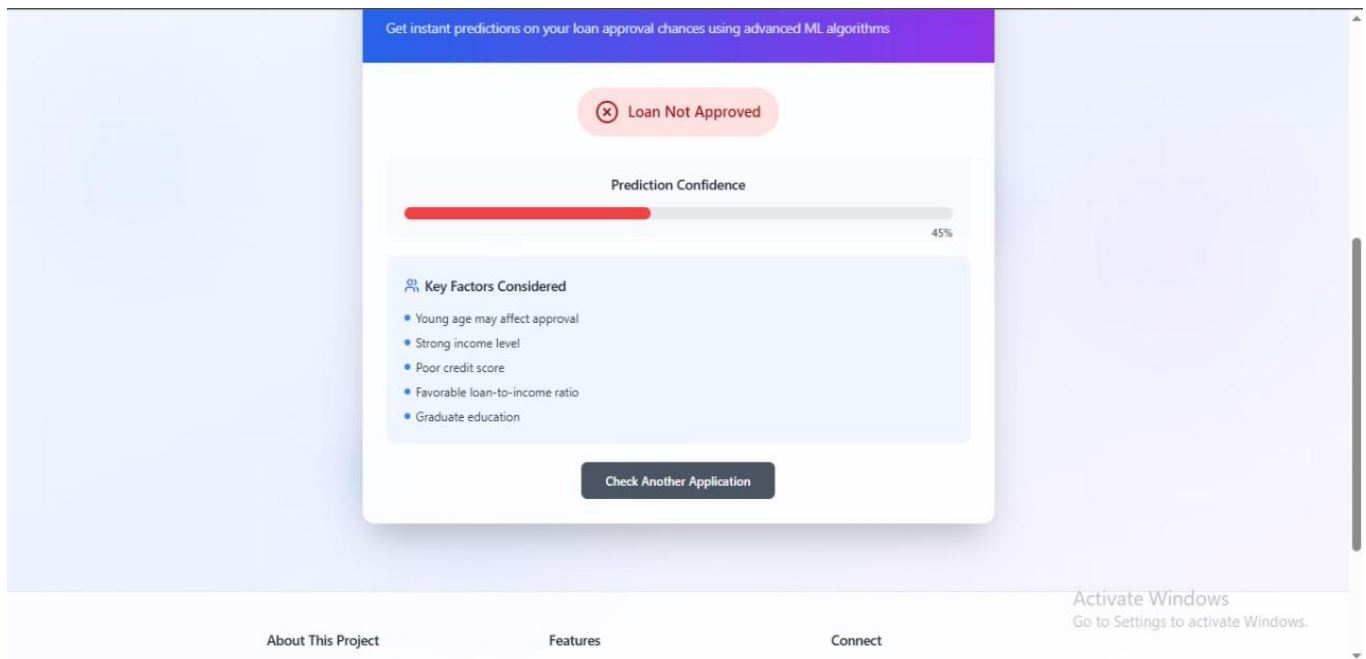 Get instant predictions on your loan approval chances using advanced ML algorithms
Loan Not Approved
Prediction Confidence
45%
Key Factors Considered
Young age may affect approval
Strong income level
Poor credit score
Favorable loan-to-income ratio
Graduate education
Check Another Application
Activate Windows
Go to Settings to activate Windows.
About This Project
Features
Connect